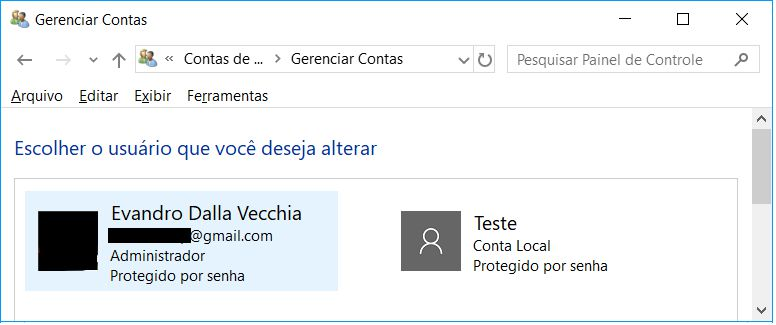 Gerenciar Contas
« Contas de ... > Gerenciar Contas
Pesquisar Painel de Controle
Arquivo Editar Exibir Ferramentas
Escolher o usuário que você deseja alterar
Evandro Dalla Vecchia
@gmail.com
Administrador
Protegido por senha
Teste
Conta Local
Protegido por senha